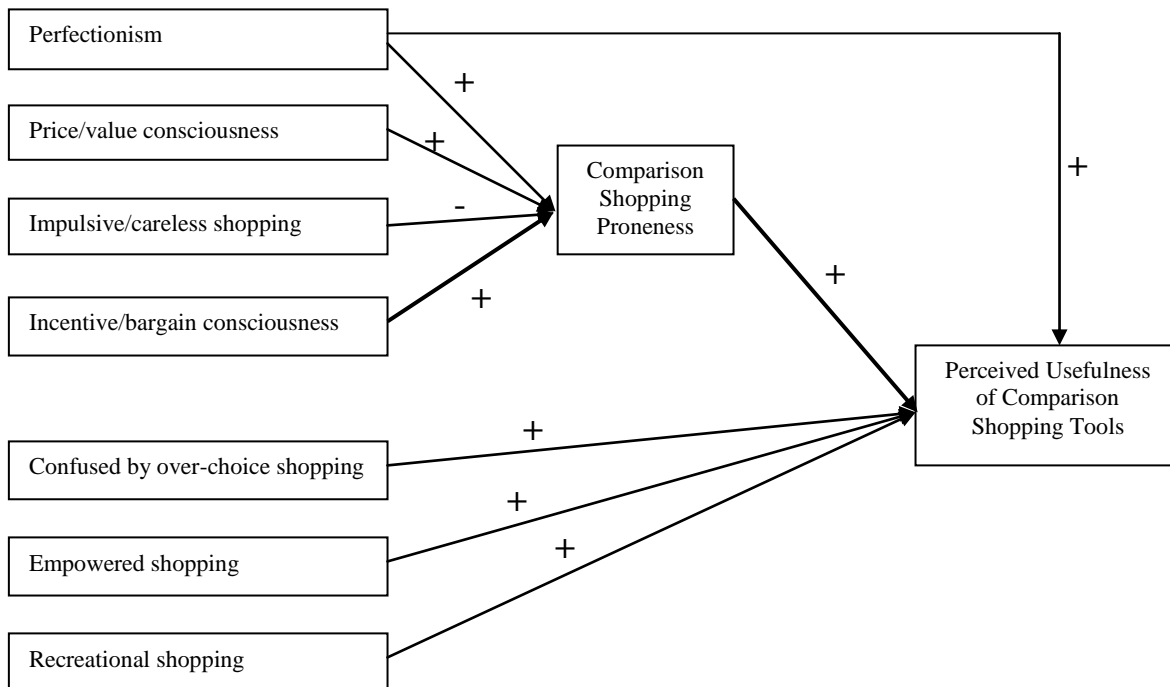 Perfectionism
+
Price/value consciousness
+
Comparison
Shopping
Proneness
+
Impulsive/careless shopping
-
+
Incentive/bargain consciousness
+
Perceived Usefulness
of Comparison
Shopping Tools
Confused by over-choice shopping
+
Empowered shopping
+
+
Recreational shopping